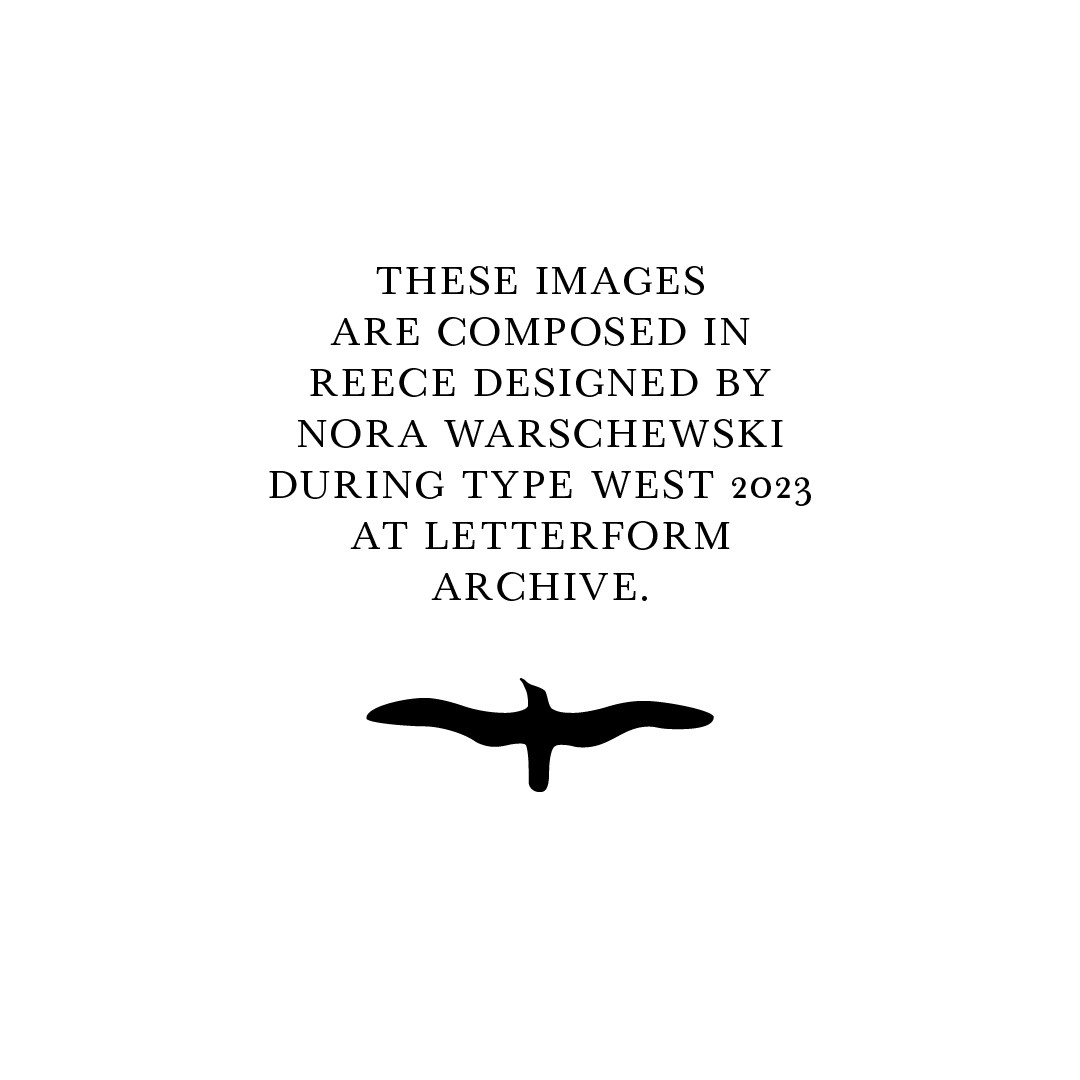 THESE IMAGES
ARE COMPOSED IN
REECE DESIGNED BY
NORA WARSCHEWSKI
DURING TYPE WEST 2023
AT LETTERFORM
ARCHIVE.